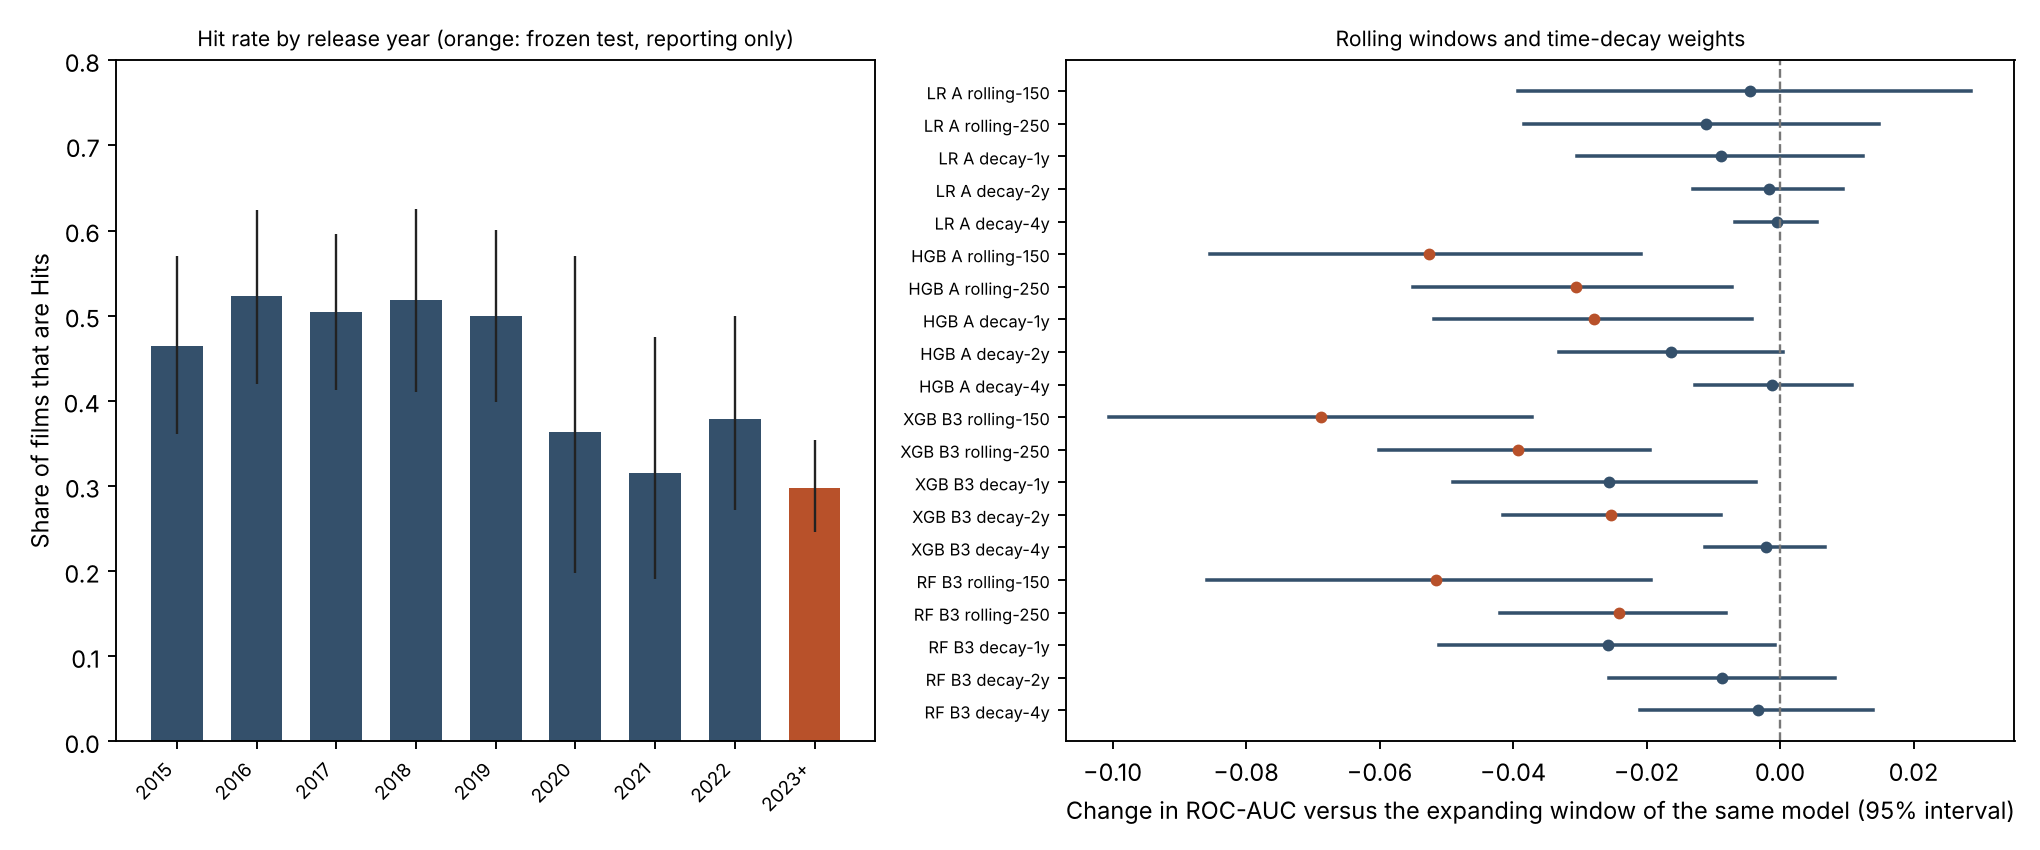 Hit rate by release year (orange: frozen test, reporting only)
Share of films that are Hits
0.8
0.7
0.6
0.5
0.4
0.3
0.2
0.1
0.0
2015
2016
2017
2018
2019
2020
2021
2022
2023+
Rolling windows and time-decay weights
LR A rolling-150
LR A rolling-250
LR A decay-1y
LR A decay-2y
LR A decay-4y
HGB A rolling-150
HGB A rolling-250
HGB A decay-1y
HGB A decay-2y
HGB A decay-4y
XGB B3 rolling-150
XGB B3 rolling-250
XGB B3 decay-1y
XGB B3 decay-2y
XGB B3 decay-4y
RF B3 rolling-150
RF B3 rolling-250
RF B3 decay-1y
RF B3 decay-2y
RF B3 decay-4y
−0.10
−0.08
−0.06
−0.04
−0.02
0.00
0.02
Change in ROC-AUC versus the expanding window of the same model (95% interval)